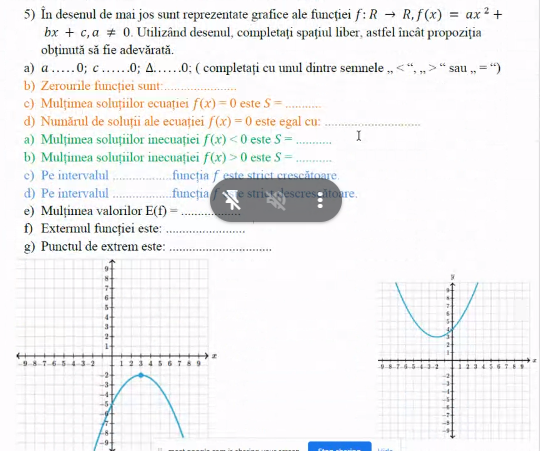 5) În desenul de mai jos sunt reprezentate grafice ale funcției f: R → R, f(x) = ax² +
bx + c, a ≠ 0. Utilizând desenul, completați spațiul liber, astfel încât propoziția
obținută să fie adevărată.
a) a …..0; c ……0; Δ……0; ( completați cu unul dintre semnele „ < “, „ > “ sau „ = “)
b) Zerourile funcției sunt:......................
c) Mulțimea soluțiilor ecuației f(x) = 0 este S = ...........
d) Numărul de soluții ale ecuației f(x) = 0 este egal cu: .............................
a) Mulțimea soluțiilor inecuației f(x) < 0 este S = ...........
b) Mulțimea soluțiilor inecuației f(x) > 0 este S = ...........
c) Pe intervalul ..................funcția f este strict crescătoare.
d) Pe intervalul ..................funcția f strict descrescătoare.
e) Mulțimea valorilor E(f) = ..................
f) Extermul funcției este: ........................
g) Punctul de extrem este: ...............................
y
x
x